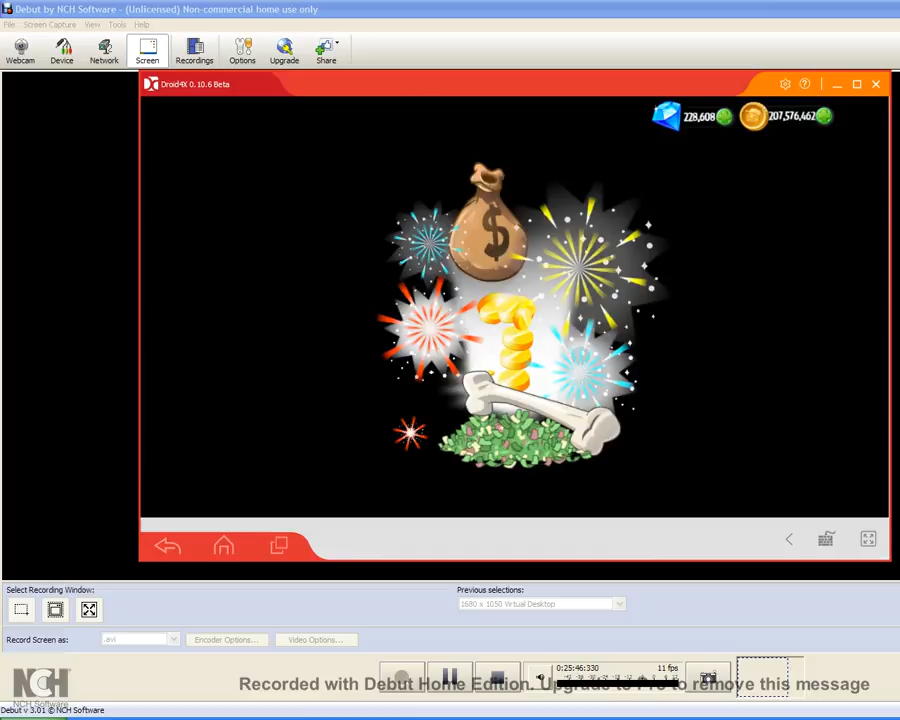 Debut by NCH Software - (Unlicensed) Non-commercial home use only
File Screen Capture View Tools Help
Webcam Device Network Screen Recordings Options Upgrade Share
Droid4X 0.10.6 Beta
228,608 207,576,462
$
Select Recording Window:
Previous selections:
1680 x 1050 Virtual Desktop
Record Screen as: .avi Encoder Options... Video Options...
0:25:46:330 11 fps
NCH
NCH Software
Recorded with Debut Home Edition. Upgrade to Pro to remove this message
Debut v 3.01 © NCH Software